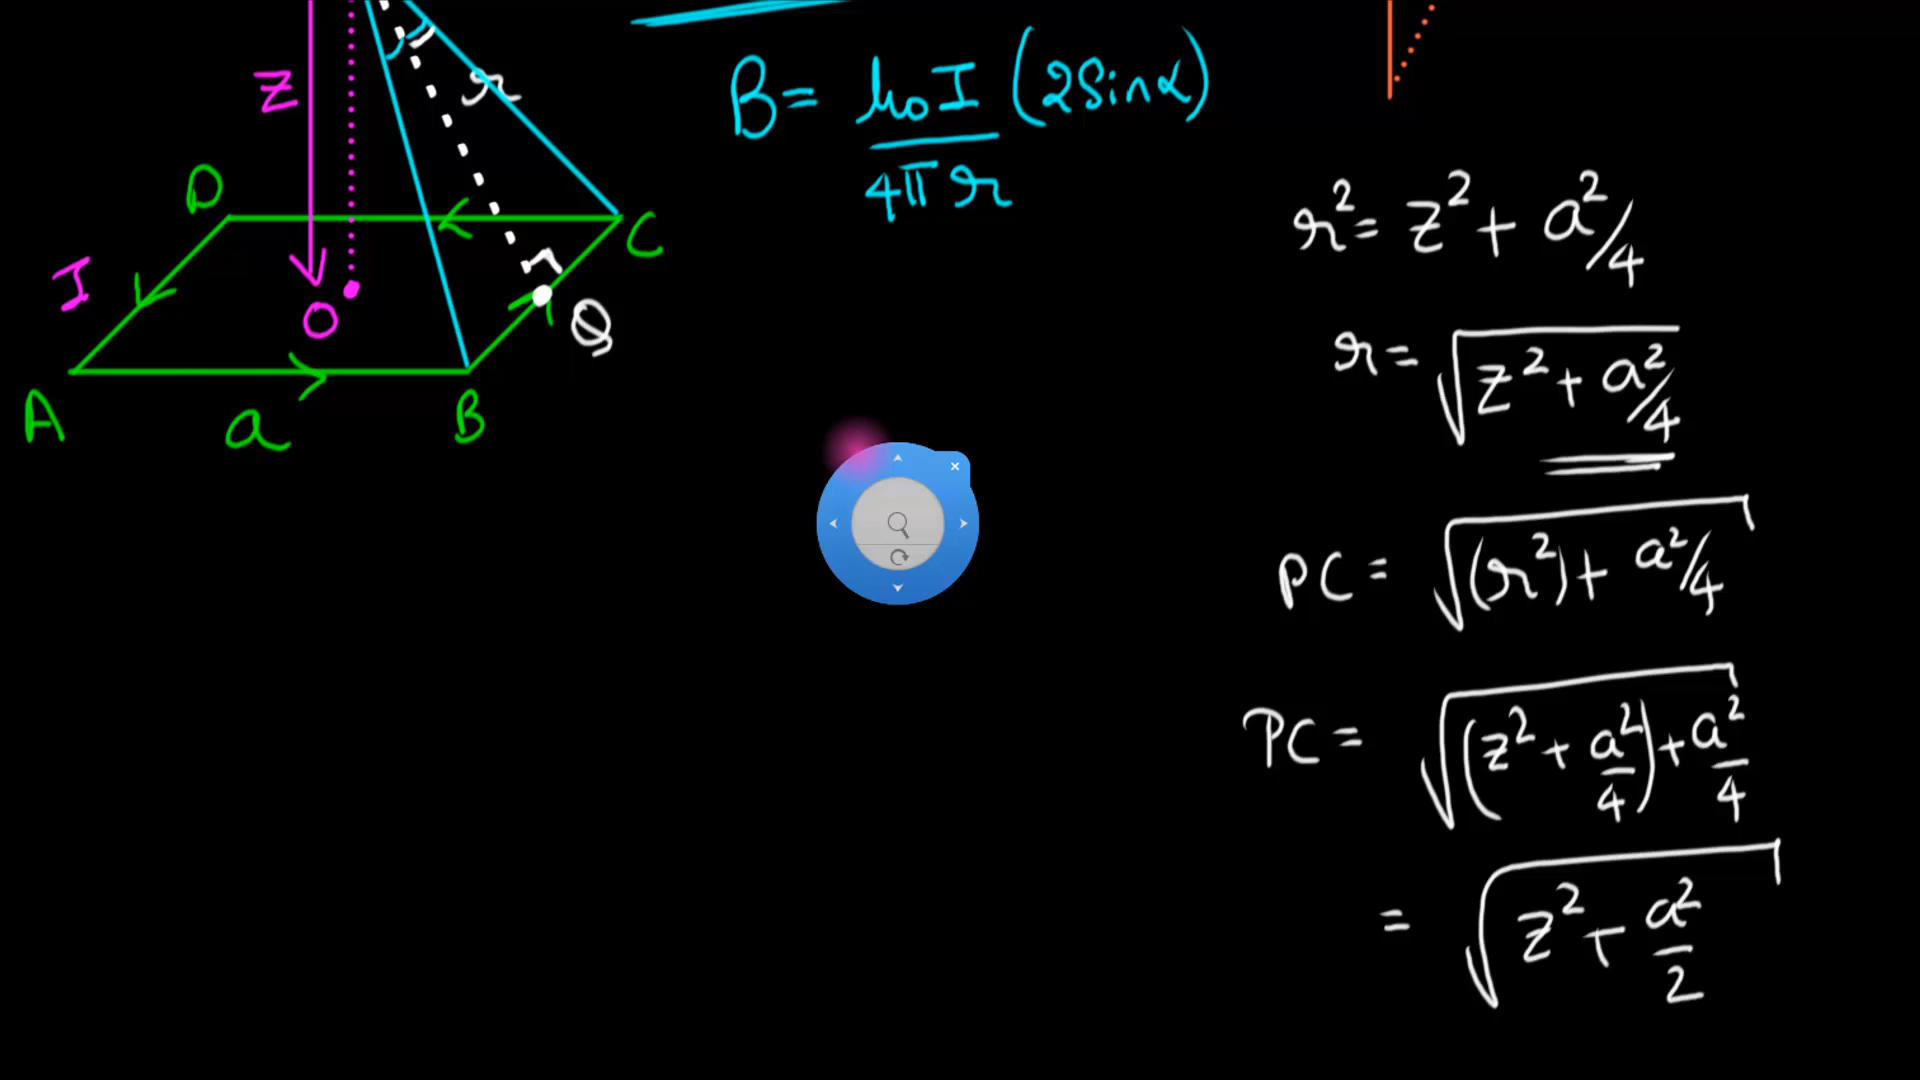 Z
r
D
C
I
O
Q
A
a
B
B = μ₀I/4πr (2Sinα)
r² = z² + a²/4
r = √(z² + a²/4)
PC = √((r²) + a²/4)
PC = √((z² + a²/4) + a²/4)
= √(z² + a²/2)